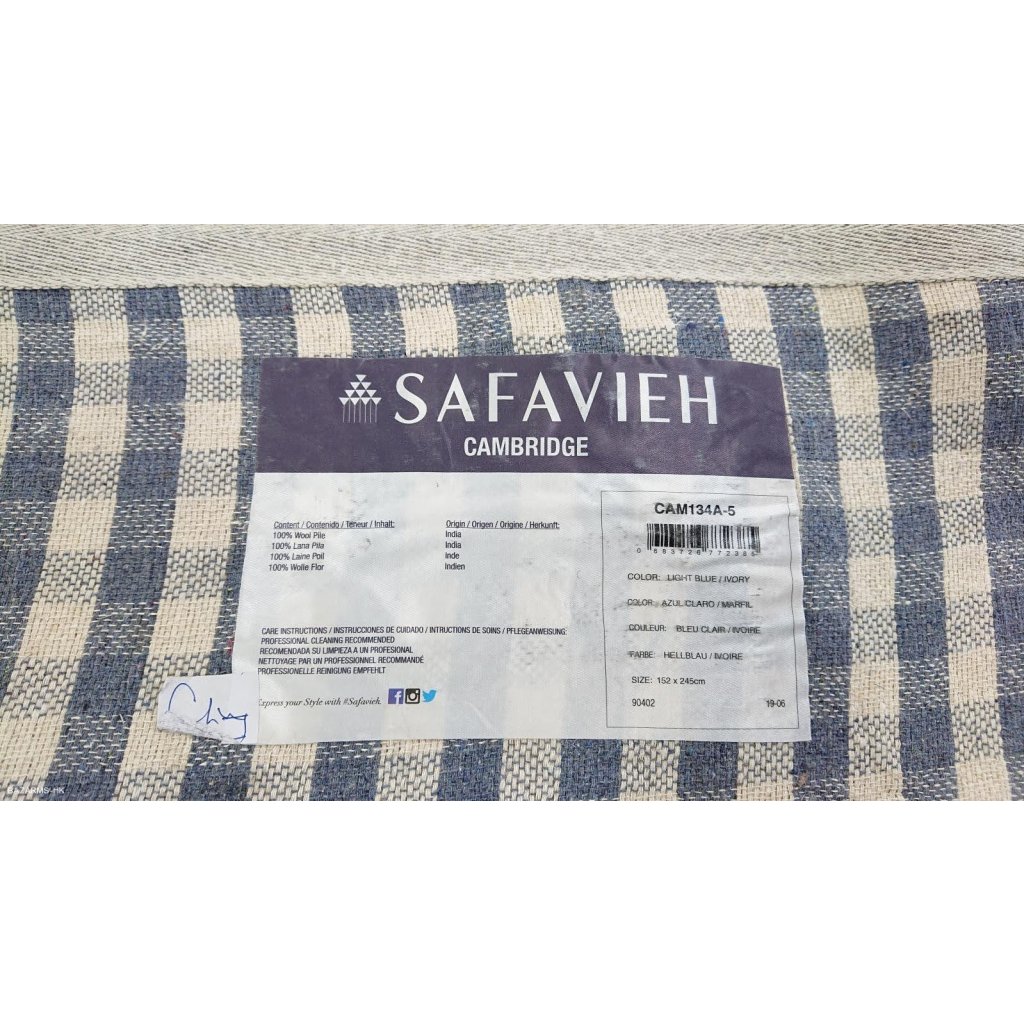 SAFAVIEH
CAMBRIDGE
Content / Contenido / Teneur / Inhalt:
100% Wool Pile
100% Lana Pila
100% Laine Poil
100% Wolle Flor
Origin / Origen / Origine / Herkunft:
India
India
Inde
Indien
CARE INSTRUCTIONS / INSTRUCCIONES DE CUIDADO / INTRUCTIONS DE SOINS / PFLEGEANWEISUNG:
PROFESSIONAL CLEANING RECOMMENDED
RECOMENDADA SU LIMPIEZA A UN PROFESIONAL
NETTOYAGE PAR UN PROFESSIONNEL RECOMMANDÉ
PROFESSIONELLE REINIGUNG EMPFEHLT
Express your Style with #Safavieh.
CAM134A-5
0 683726 772385
COLOR: LIGHT BLUE / IVORY
COLOR: AZUL CLARO / MARFIL
COULEUR: BLEU CLAIR / IVOIRE
FARBE: HELLBLAU / IVOIRE
SIZE: 152 x 245cm
90402 19-06